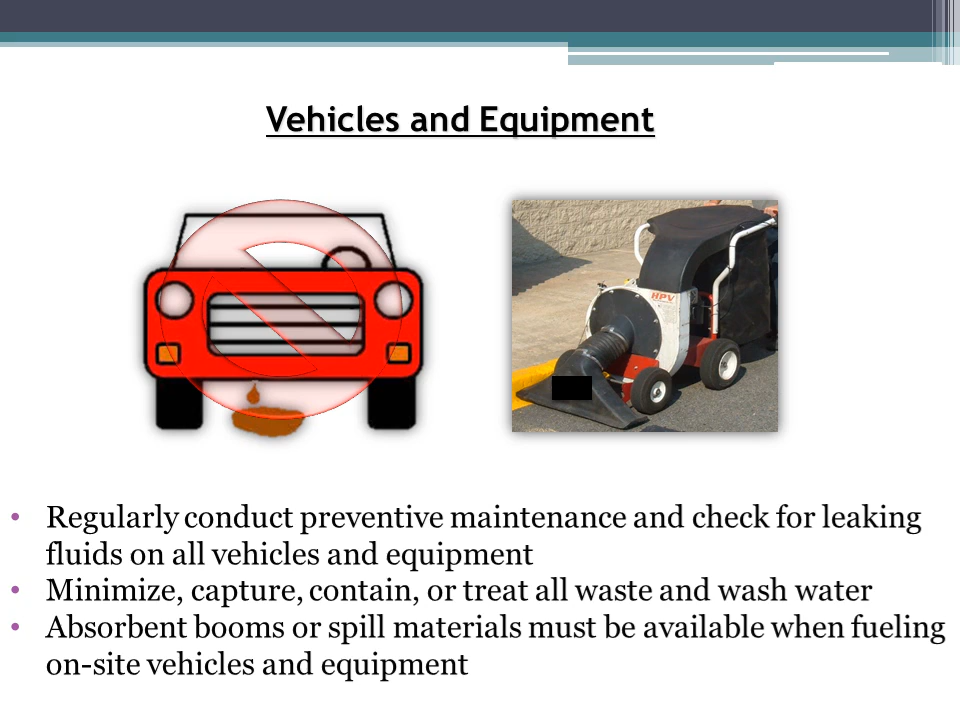 Vehicles and Equipment
HPV
• Regularly conduct preventive maintenance and check for leaking
fluids on all vehicles and equipment
• Minimize, capture, contain, or treat all waste and wash water
• Absorbent booms or spill materials must be available when fueling
on-site vehicles and equipment